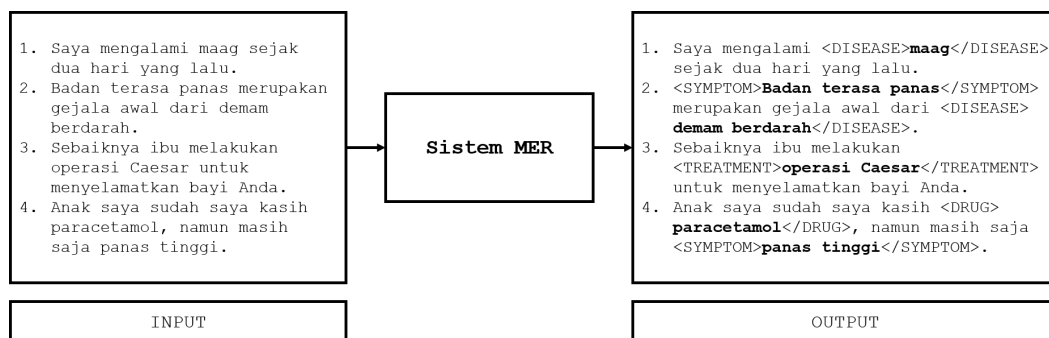 1. Saya mengalami maag sejak
dua hari yang lalu.
2. Badan terasa panas merupakan
gejala awal dari demam
berdarah.
3. Sebaiknya ibu melakukan
operasi Caesar untuk
menyelamatkan bayi Anda.
4. Anak saya sudah saya kasih
paracetamol, namun masih
saja panas tinggi.
INPUT
Sistem MER
1. Saya mengalami <DISEASE>maag</DISEASE>
sejak dua hari yang lalu.
2. <SYMPTOM>Badan terasa panas</SYMPTOM>
merupakan gejala awal dari <DISEASE>
demam berdarah</DISEASE>.
3. Sebaiknya ibu melakukan
<TREATMENT>operasi Caesar</TREATMENT>
untuk menyelamatkan bayi Anda.
4. Anak saya sudah saya kasih <DRUG>
paracetamol</DRUG>, namun masih saja
<SYMPTOM>panas tinggi</SYMPTOM>.
OUTPUT